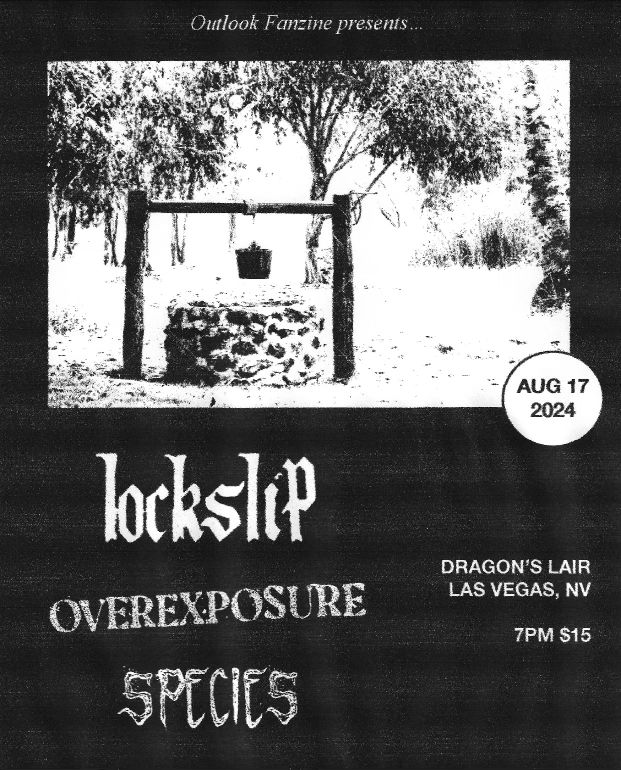 Outlook Fanzine presents...
AUG 17
2024
lockslip
OVEREXPOSURE
SPECIES
DRAGON'S LAIR
LAS VEGAS, NV
7PM $15